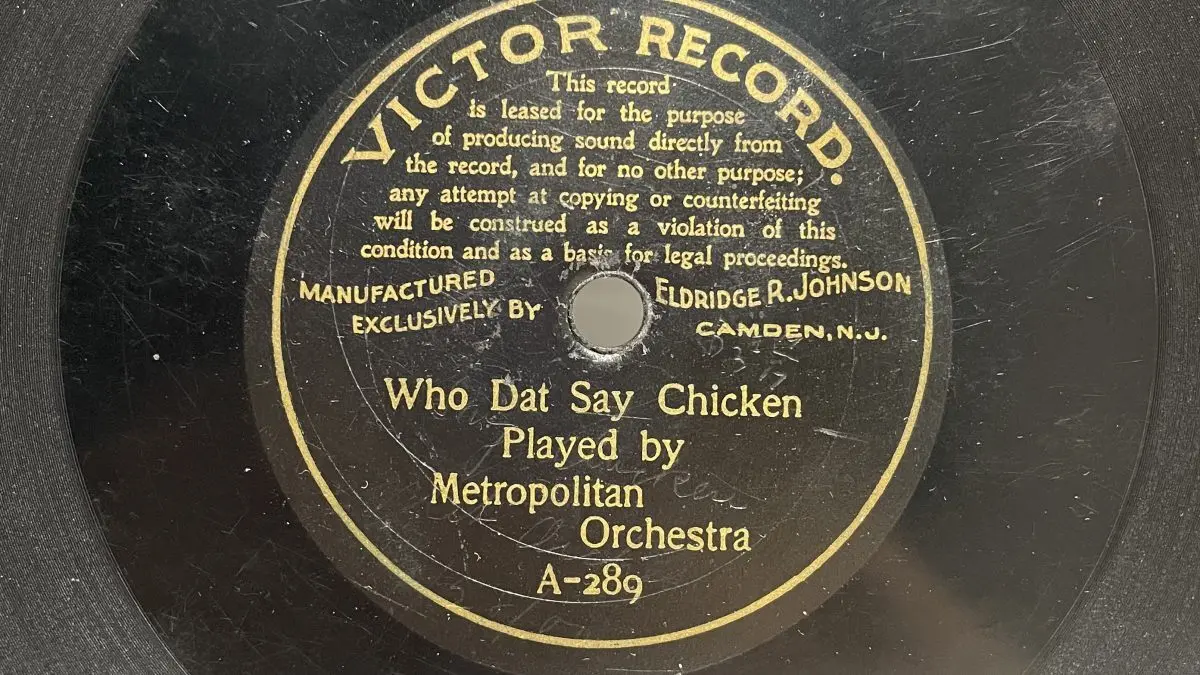 VICTOR RECORD.
This record
is leased for the purpose
of producing sound directly from
the record, and for no other purpose;
any attempt at copying or counterfeiting
will be construed as a violation of this
condition and as a basis for legal proceedings.
MANUFACTURED
EXCLUSIVELY BY
ELDRIDGE R. JOHNSON
CAMDEN, N.J.
Who Dat Say Chicken
Played by
Metropolitan
Orchestra
A-289